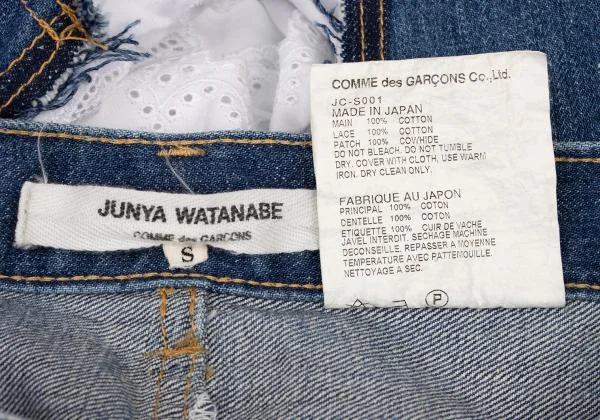 COMME des GARÇONS Co.,Ltd.
JC-S001
MADE IN JAPAN
MAIN 100% COTTON
LACE 100% COTTON
PATCH 100% COWHIDE
DO NOT BLEACH. DO NOT TUMBLE
DRY. COVER WITH CLOTH, USE WARM
IRON. DRY CLEAN ONLY.
FABRIQUE AU JAPON
PRINCIPAL 100% COTON
DENTELLE 100% COTON
ETIQUETTE 100% CUIR DE VACHE
JAVEL INTERDIT. SECHAGE MACHINE
DECONSEILLE, REPASSER A MOYENNE
TEMPERATURE AVEC PATTEMOUILLE.
NETTOYAGE A SEC.
P
JUNYA WATANABE
COMME des GARCONS
S